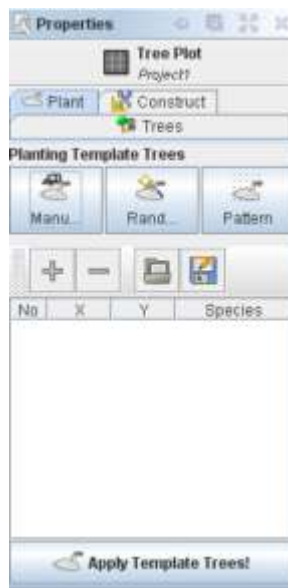 Properties
Tree Plot
Project1
Plant
Construct
Trees
Planting Template Trees
Manu...
Rand...
Pattern
No X Y Species
Apply Template Trees!